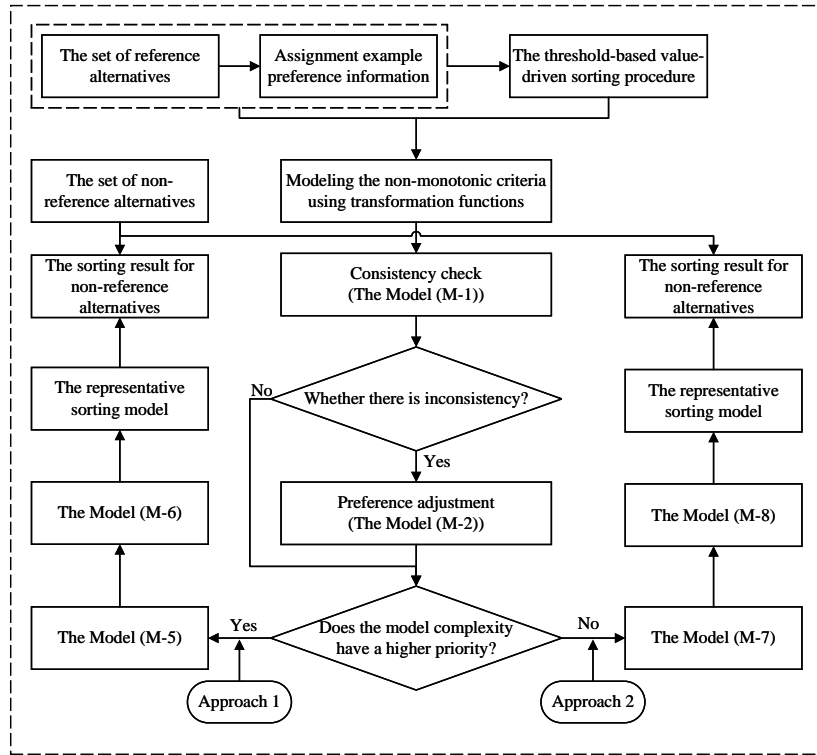 The set of reference
alternatives
Assignment example
preference information
The threshold-based value-
driven sorting procedure
The set of non-
reference alternatives
Modeling the non-monotonic criteria
using transformation functions
The sorting result for
non-reference
alternatives
Consistency check
(The Model (M-1))
The sorting result for
non-reference
alternatives
The representative
sorting model
No
Whether there is inconsistency?
The representative
sorting model
Yes
The Model (M-6)
Preference adjustment
(The Model (M-2))
The Model (M-8)
The Model (M-5)
Yes
Does the model complexity
have a higher priority?
No
The Model (M-7)
Approach 1
Approach 2